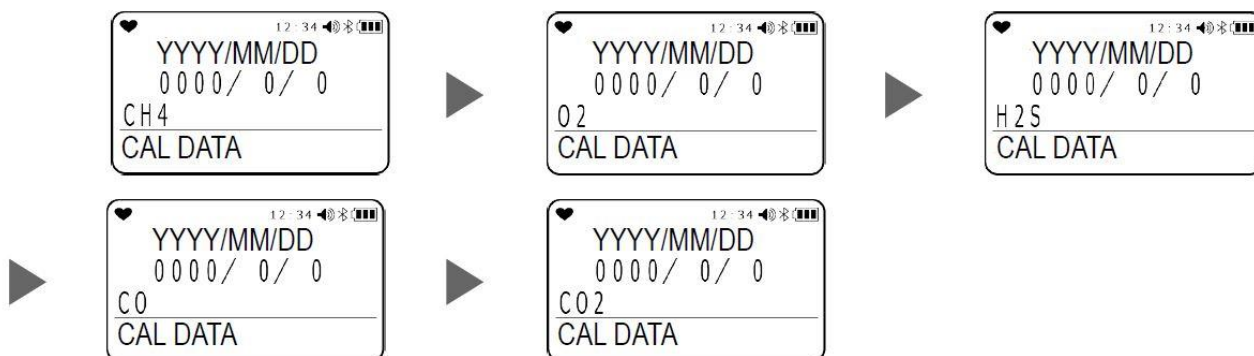 12:34
YYYY/MM/DD
0000/ 0/ 0
CH4
CAL DATA
12:34
YYYY/MM/DD
0000/ 0/ 0
O2
CAL DATA
12:34
YYYY/MM/DD
0000/ 0/ 0
H2S
CAL DATA
12:34
YYYY/MM/DD
0000/ 0/ 0
CO
CAL DATA
12:34
YYYY/MM/DD
0000/ 0/ 0
CO2
CAL DATA